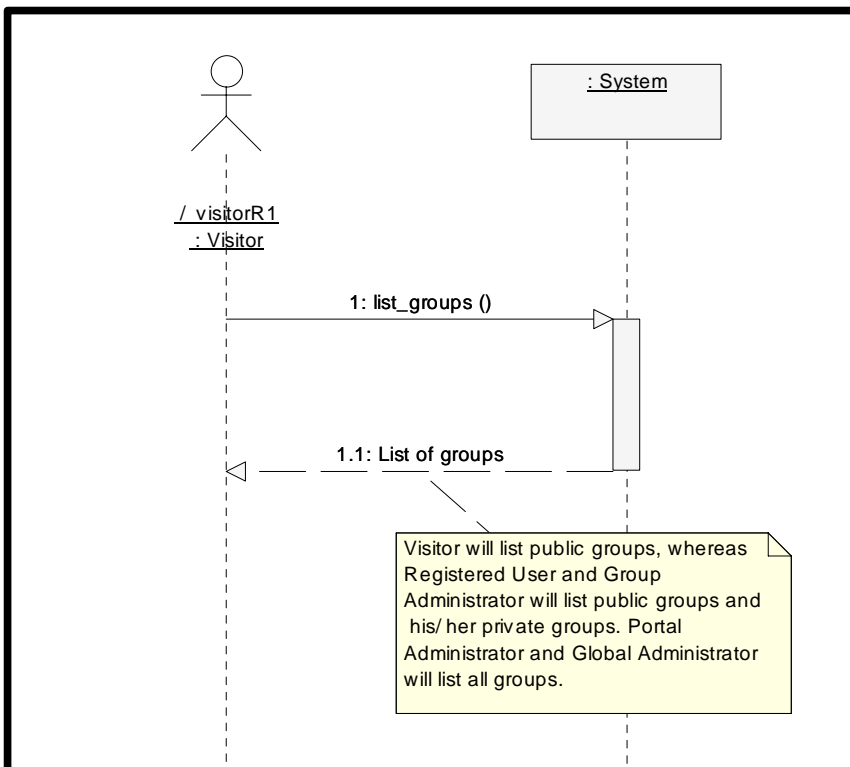 : System
/ visitorR1
: Visitor
1: list_groups ()
1.1: List of groups
Visitor will list public groups, whereas
Registered User and Group
Administrator will list public groups and
his/ her private groups. Portal
Administrator and Global Administrator
will list all groups.